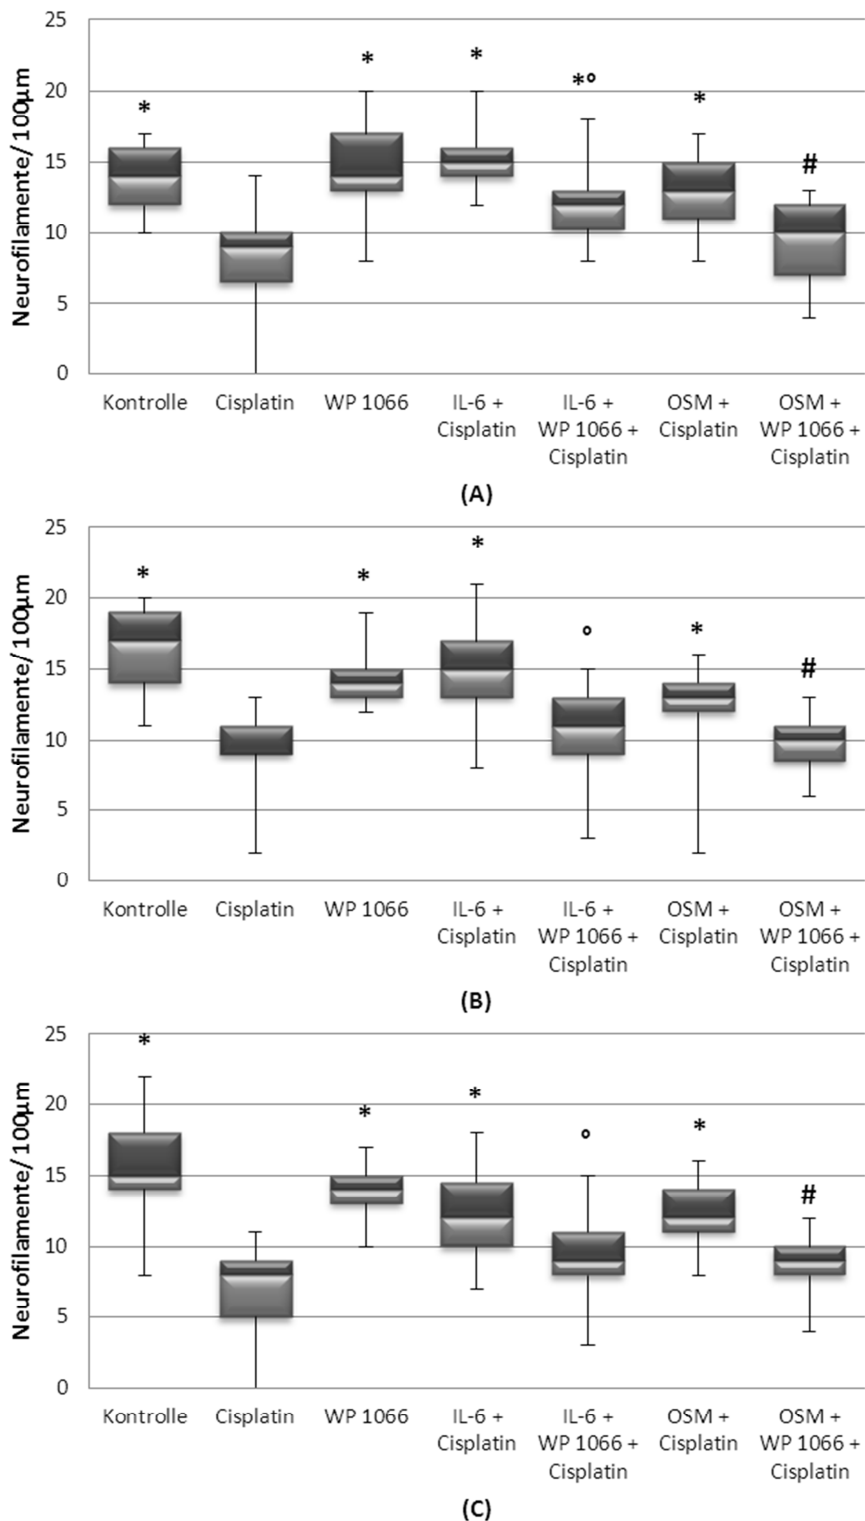 25
20
15
10
5
0
Neurofilamente/100µm
* * * *° * #
Kontrolle Cisplatin WP 1066 IL-6 + Cisplatin IL-6 + WP 1066 + Cisplatin OSM + Cisplatin OSM + WP 1066 + Cisplatin
(A)
25
20
15
10
5
0
Neurofilamente/100µm
* * * ° * #
Kontrolle Cisplatin WP 1066 IL-6 + Cisplatin IL-6 + WP 1066 + Cisplatin OSM + Cisplatin OSM + WP 1066 + Cisplatin
(B)
25
20
15
10
5
0
Neurofilamente/100µm
* * * ° * #
Kontrolle Cisplatin WP 1066 IL-6 + Cisplatin IL-6 + WP 1066 + Cisplatin OSM + Cisplatin OSM + WP 1066 + Cisplatin
(C)